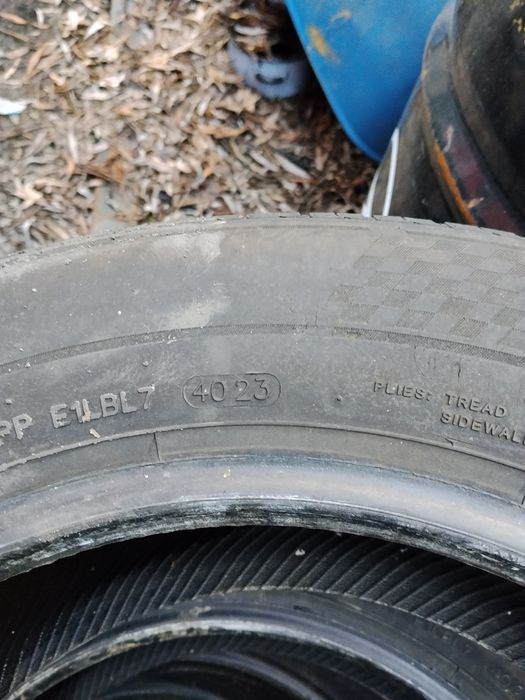 PP E1LBL7 4023
PLIES: TREAD
SIDEWALL